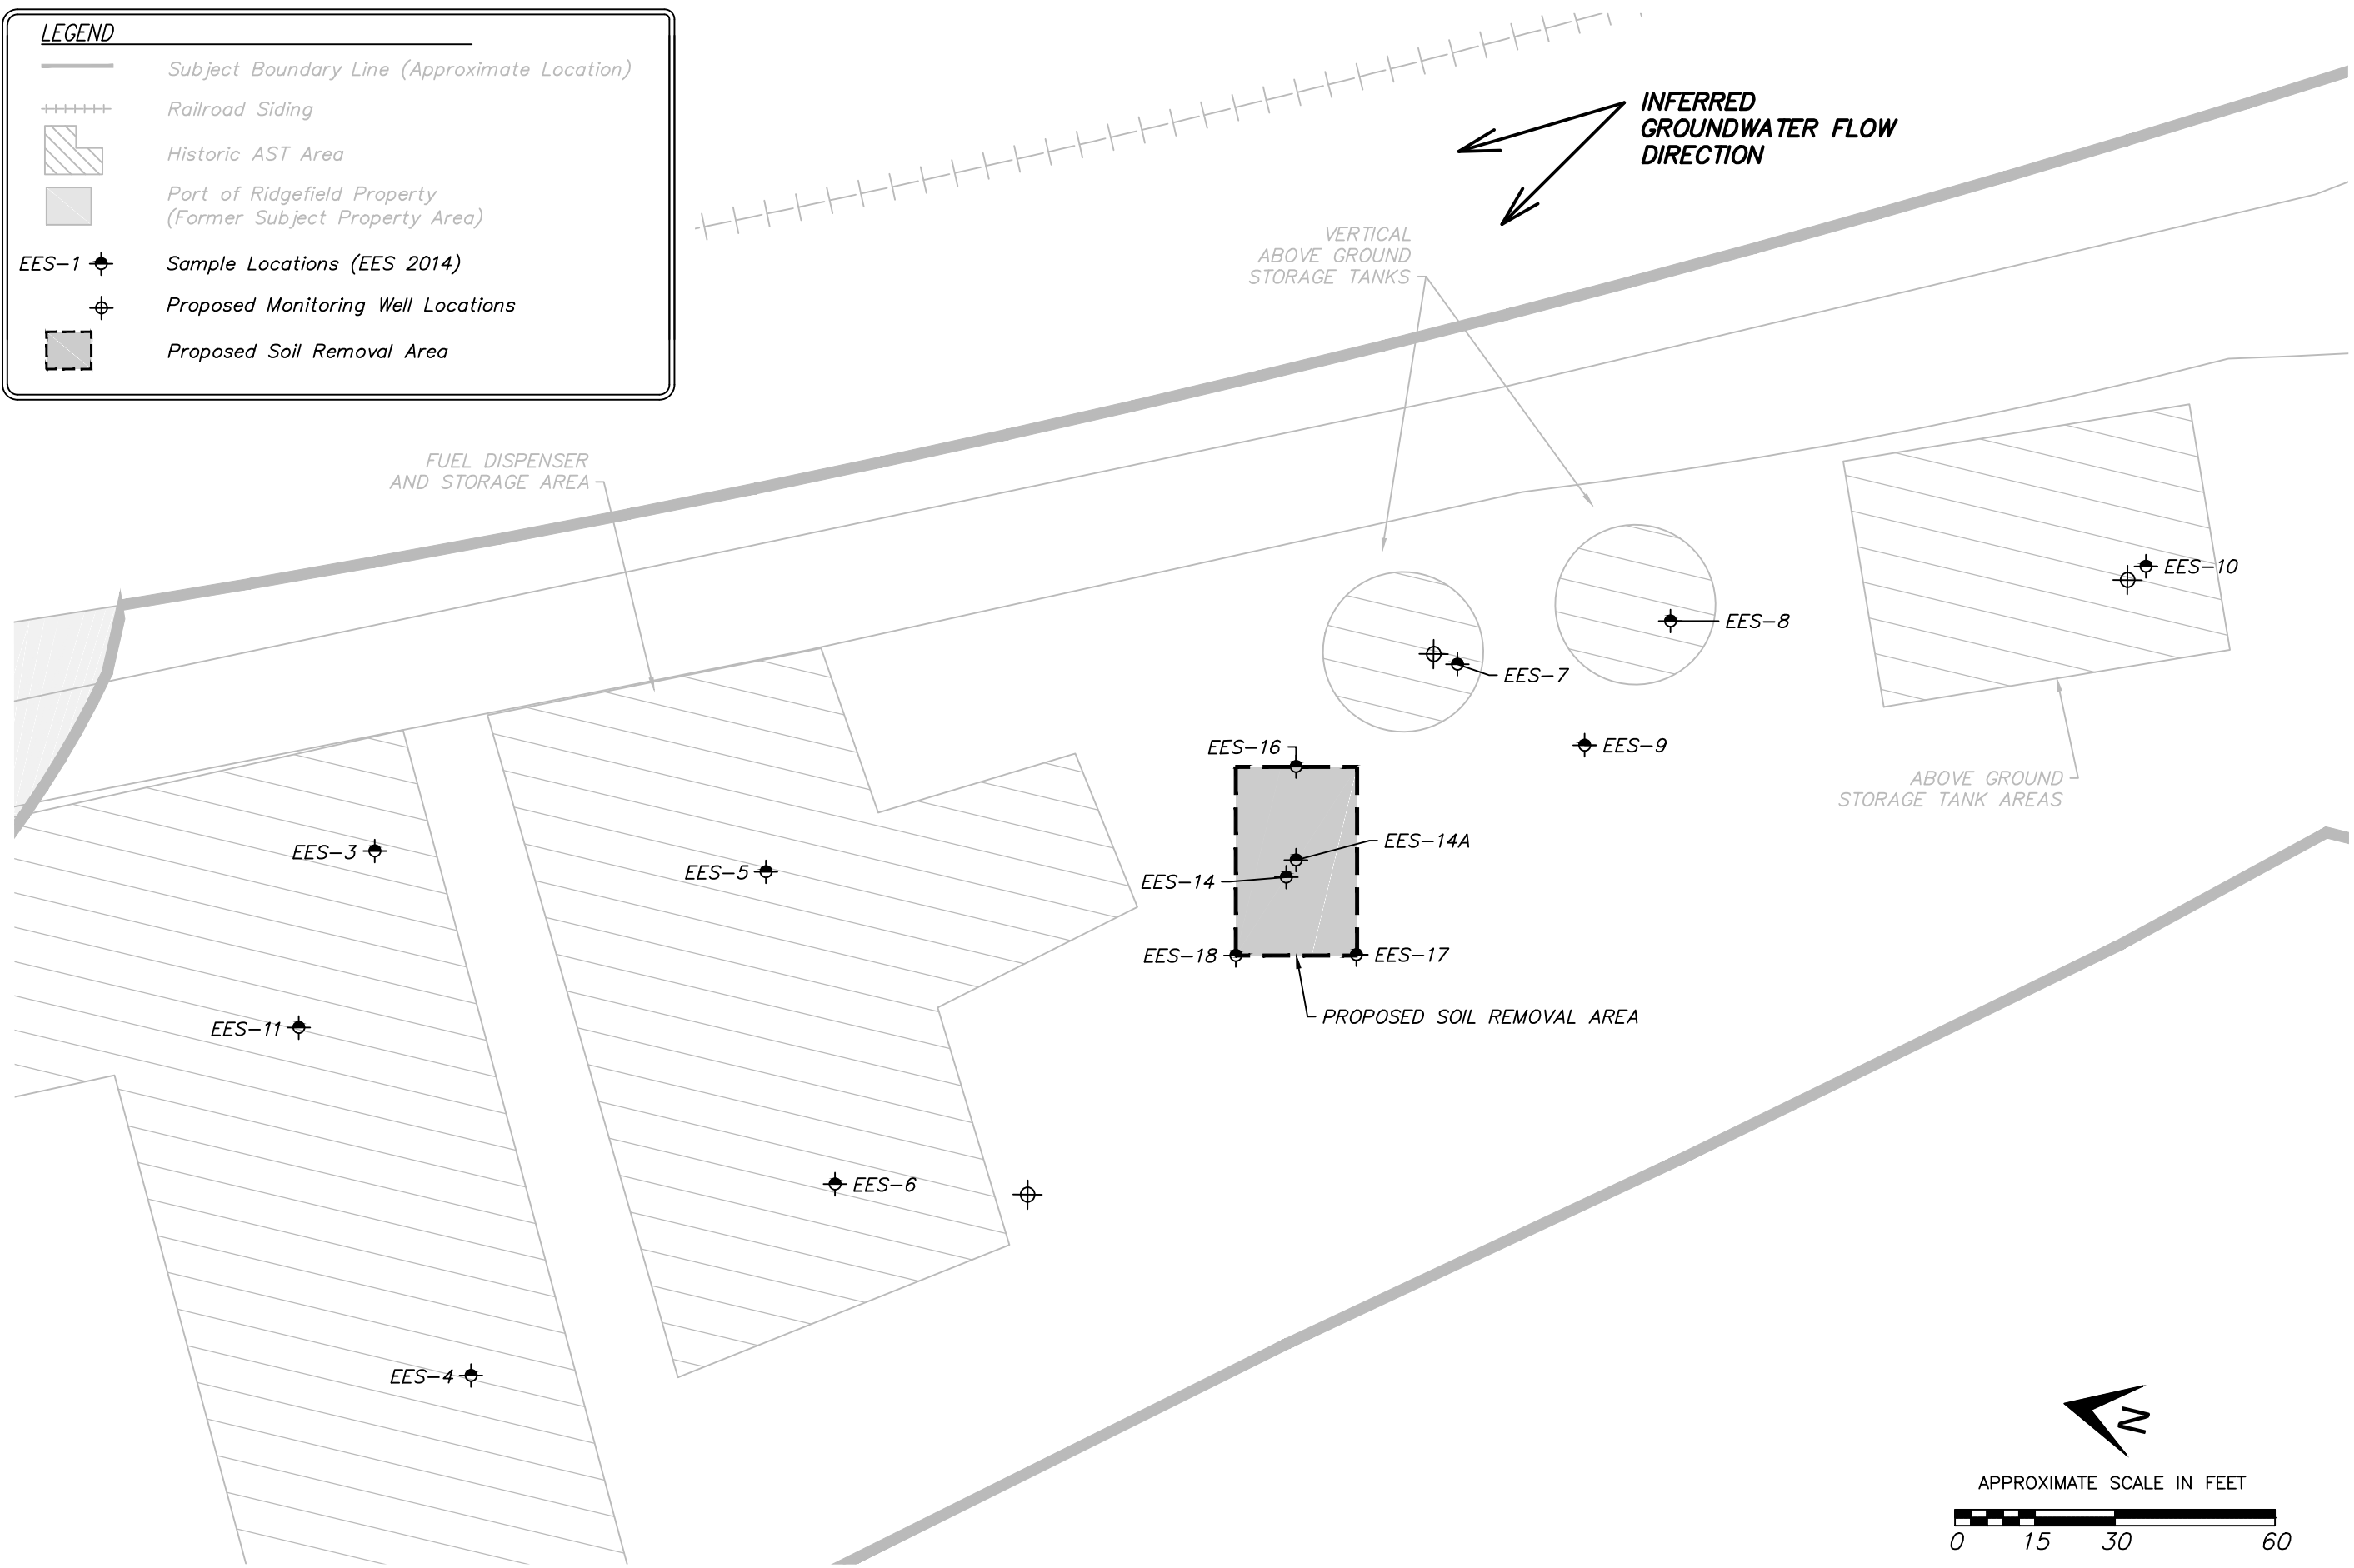 LEGEND
Subject Boundary Line (Approximate Location)
Railroad Siding
Historic AST Area
Port of Ridgefield Property
(Former Subject Property Area)
EES-1
Sample Locations (EES 2014)
Proposed Monitoring Well Locations
Proposed Soil Removal Area
INFERRED
GROUNDWATER FLOW
DIRECTION
VERTICAL
ABOVE GROUND
STORAGE TANKS
FUEL DISPENSER
AND STORAGE AREA
EES-10
EES-8
EES-7
EES-9
EES-16
ABOVE GROUND
STORAGE TANK AREAS
EES-3
EES-5
EES-14A
EES-14
EES-18
EES-17
PROPOSED SOIL REMOVAL AREA
EES-11
EES-6
EES-4
N
APPROXIMATE SCALE IN FEET
0 15 30 60